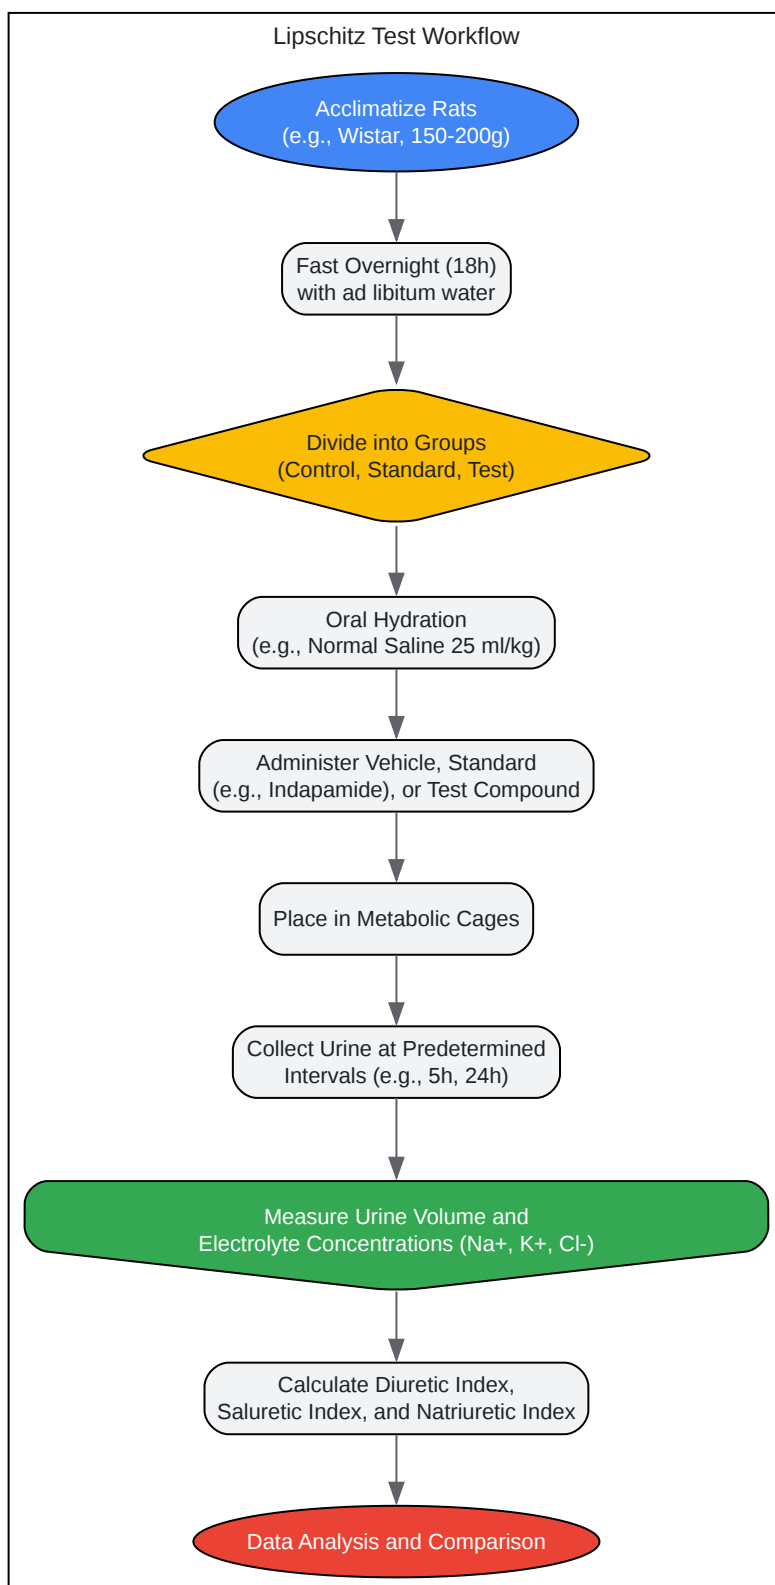 Lipschitz Test Workflow
Acclimatize Rats
(e.g., Wistar, 150-200g)
Fast Overnight (18h)
with ad libitum water
Divide into Groups
(Control, Standard, Test)
Oral Hydration
(e.g., Normal Saline 25 ml/kg)
Administer Vehicle, Standard
(e.g., Indapamide), or Test Compound
Place in Metabolic Cages
Collect Urine at Predetermined
Intervals (e.g., 5h, 24h)
Measure Urine Volume and
Electrolyte Concentrations (Na+, K+, Cl-)
Calculate Diuretic Index,
Saluretic Index, and Natriuretic Index
Data Analysis and Comparison